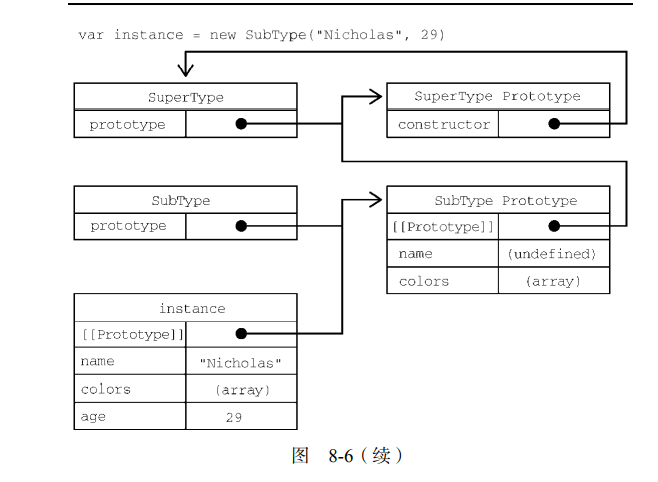 var instance = new SubType("Nicholas", 29)
SuperType
prototype
SuperType Prototype
constructor
SubType
prototype
SubType Prototype
[[Prototype]]
name (undefined)
colors (array)
instance
[[Prototype]]
name "Nicholas"
colors (array)
age 29
图 8-6（续）